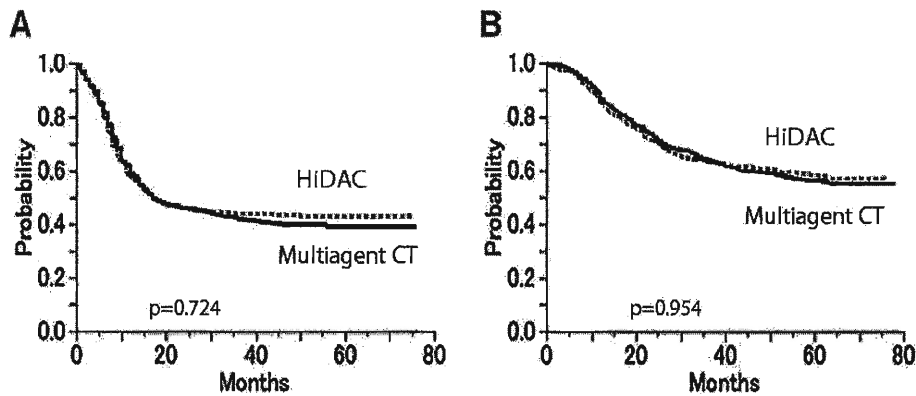 A
1.0
0.8
0.6
0.4
0.2
0.0
Probability
HiDAC
Multiagent CT
p=0.724
0 20 40 60 80
Months
B
1.0
0.8
0.6
0.4
0.2
0.0
Probability
HiDAC
Multiagent CT
p=0.954
0 20 40 60 80
Months